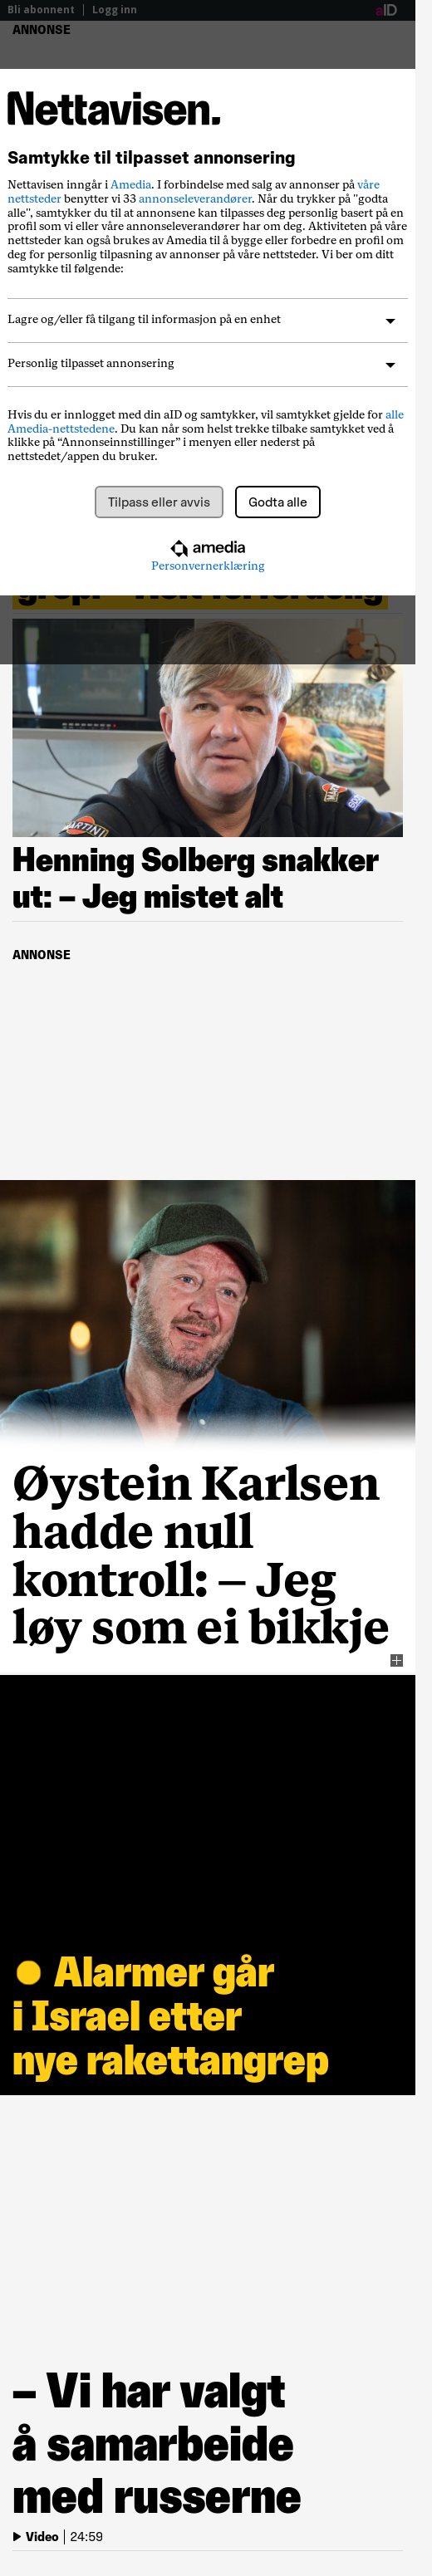 Bli abonnent | Logg inn
aID
ANNONSE
Nettavisen.
Samtykke til tilpasset annonsering
Nettavisen inngår i Amedia. I forbindelse med salg av annonser på våre
nettsteder benytter vi 33 annonseleverandører. Når du trykker på "godta
alle", samtykker du til at annonsene kan tilpasses deg personlig basert på en
profil som vi eller våre annonseleverandører har om deg. Aktiviteten på våre
nettsteder kan også brukes av Amedia til å bygge eller forbedre en profil om
deg for personlig tilpasning av annonser på våre nettsteder. Vi ber om ditt
samtykke til følgende:
Lagre og/eller få tilgang til informasjon på en enhet
Personlig tilpasset annonsering
Hvis du er innlogget med din aID og samtykker, vil samtykket gjelde for alle
Amedia-nettstedene. Du kan når som helst trekke tilbake samtykket ved å
klikke på “Annonseinnstillinger” i menyen eller nederst på
nettstedet/appen du bruker.
Tilpass eller avvis Godta alle
amedia
Personvernerklæring
MARTINI
Henning Solberg snakker
ut: – Jeg mistet alt
ANNONSE
Øystein Karlsen
hadde null
kontroll: – Jeg
løy som ei bikkje
Alarmer går
i Israel etter
nye rakettangrep
– Vi har valgt
å samarbeide
med russerne
Video | 24:59